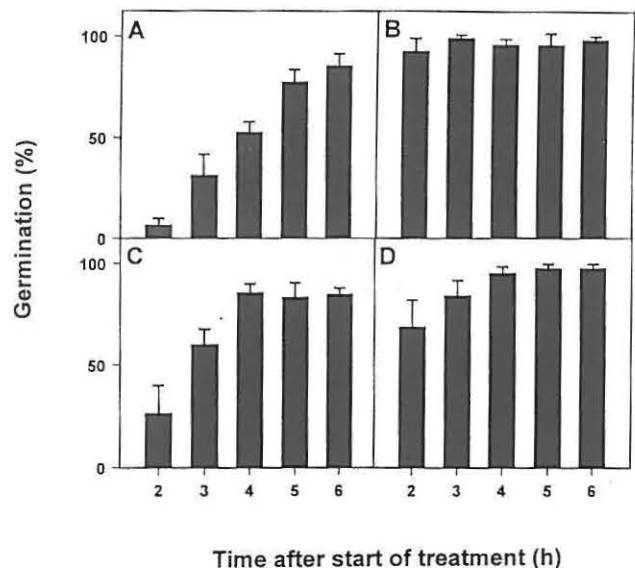 A
B
100
50
0
C
D
100
50
0
2 3 4 5 6 2 3 4 5 6
Germination (%)
Time after start of treatment (h)